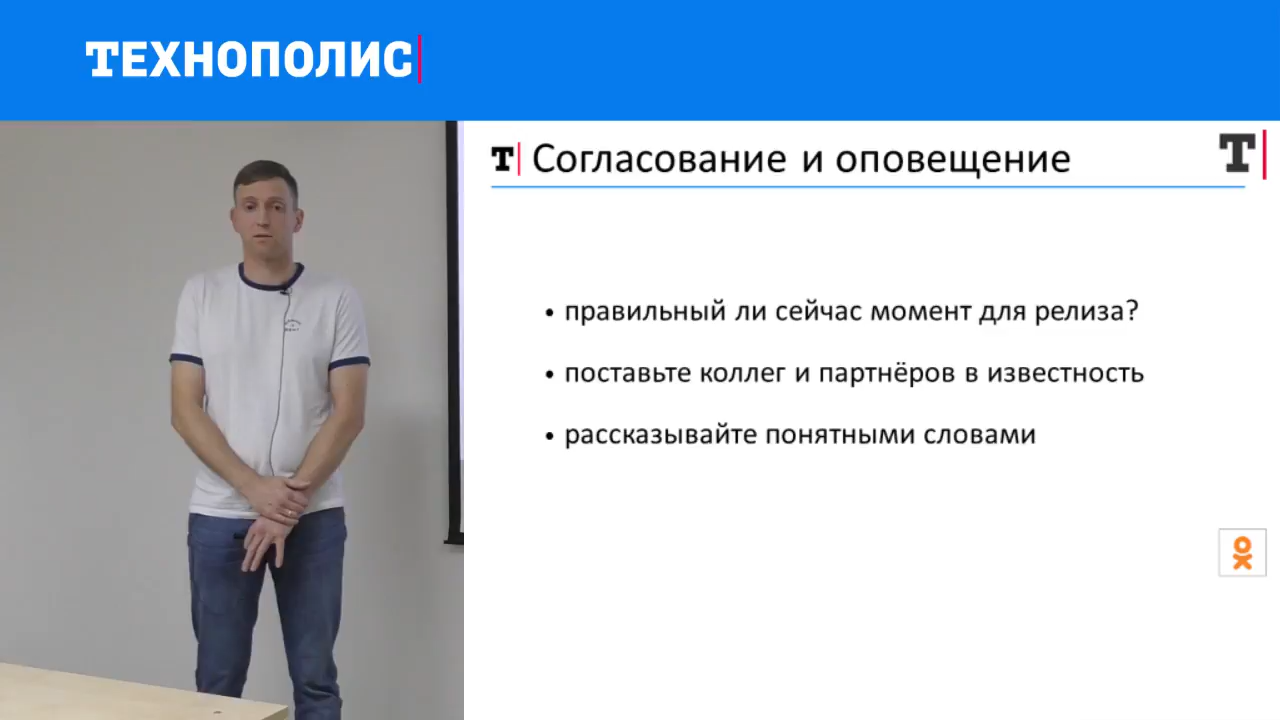 ТЕХНОПОЛИС
Т Согласование и оповещение
Т
• правильный ли сейчас момент для релиза?
• поставьте коллег и партнёров в известность
• рассказывайте понятными словами